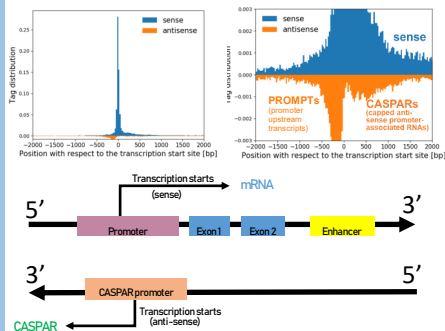 sense
antisense
Tag distribution
0.25
0.20
0.15
0.10
0.05
0.00
-2000 -1500 -1000 -500 0 500 1000 1500 2000
Position with respect to the transcription start site [bp]
sense
antisense
sense
Tag distribution
0.003
0.002
0.001
0.000
-0.001
-0.002
-0.003
PROMPTs
(promoter
upstream
transcripts)
CASPARs
(capped anti-
sense promoter-
associated RNAs)
-2000 -1500 -1000 -500 0 500 1000 1500 2000
Position with respect to the transcription start site [bp]
Transcription starts
(sense)
mRNA
5’
3’
Promoter
Exon 1
Exon 2
Enhancer
3’
5’
CASPAR promoter
Transcription starts
(anti-sense)
CASPAR